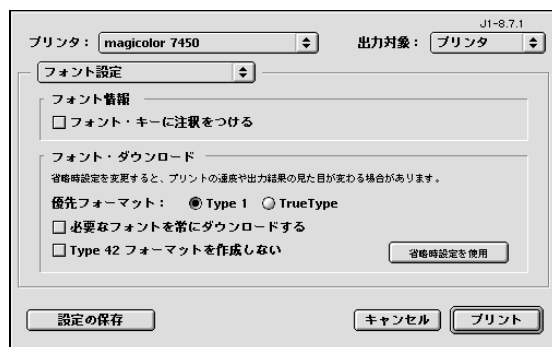 J1-8.7.1
プリンタ： magicolor 7450 出力対象： プリンタ
フォント設定
フォント情報
フォント・キーに注釈をつける
フォント・ダウンロード
省略時設定を変更すると、プリントの速度や出力結果の見た目が変わる場合があります。
優先フォーマット： Type 1 TrueType
必要なフォントを常にダウンロードする
Type 42 フォーマットを作成しない 省略時設定を使用
設定の保存 キャンセル プリント